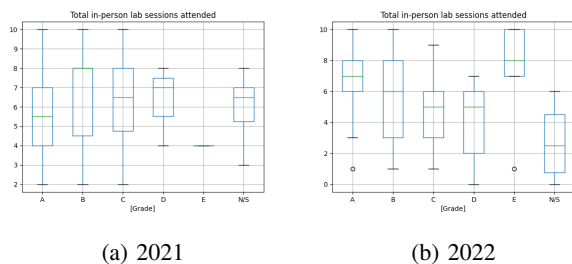 Total in-person lab sessions attended
10
9
8
7
6
5
4
3
2
A B C D E N/S
[Grade]
(a) 2021
Total in-person lab sessions attended
10
8
6
4
2
0
A B C D E N/S
[Grade]
(b) 2022